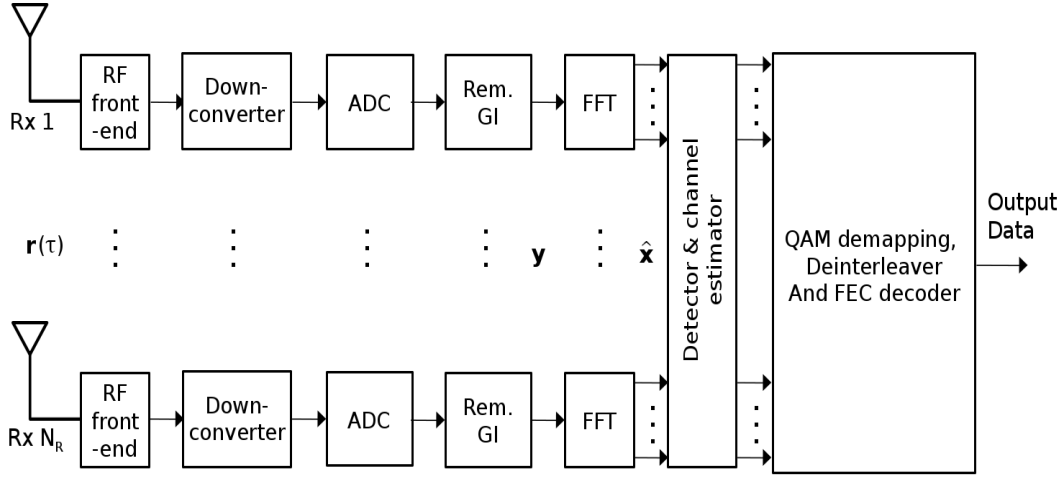 RF
front
-end
Down-
converter
ADC
Rem.
GI
FFT
Rx 1
Detector & channel
estimator
QAM demapping,
Deinterleaver
And FEC decoder
Output
Data
r(τ)
y
x̂
RF
front
-end
Down-
converter
ADC
Rem.
GI
FFT
Rx N_R